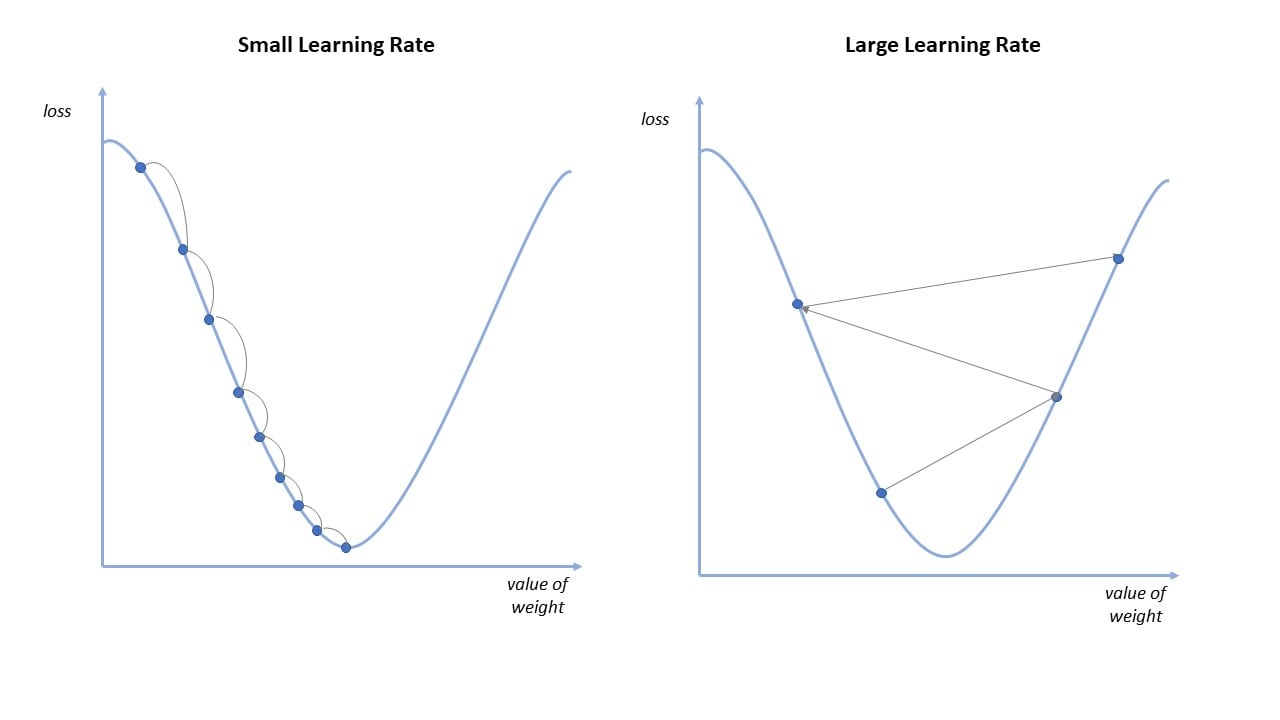 Small Learning Rate
loss
value of
weight
Large Learning Rate
loss
value of
weight